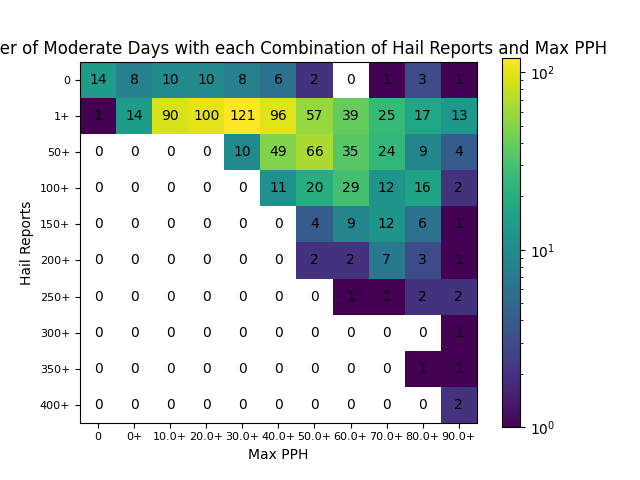 er of Moderate Days with each Combination of Hail Reports and Max PPH
0 14 8 10 10 8 6 2 0 1 3 1
1+ 1 14 90 100 121 96 57 39 25 17 13
50+ 0 0 0 0 10 49 66 35 24 9 4
100+ 0 0 0 0 0 11 20 29 12 16 2
150+ 0 0 0 0 0 0 4 9 12 6 1
200+ 0 0 0 0 0 0 2 2 7 3 1
250+ 0 0 0 0 0 0 0 1 1 2 2
300+ 0 0 0 0 0 0 0 0 0 0 1
350+ 0 0 0 0 0 0 0 0 0 1 1
400+ 0 0 0 0 0 0 0 0 0 0 2
0 0+ 10.0+ 20.0+ 30.0+ 40.0+ 50.0+ 60.0+ 70.0+ 80.0+ 90.0+
Max PPH
Hail Reports
10²
10¹
10⁰